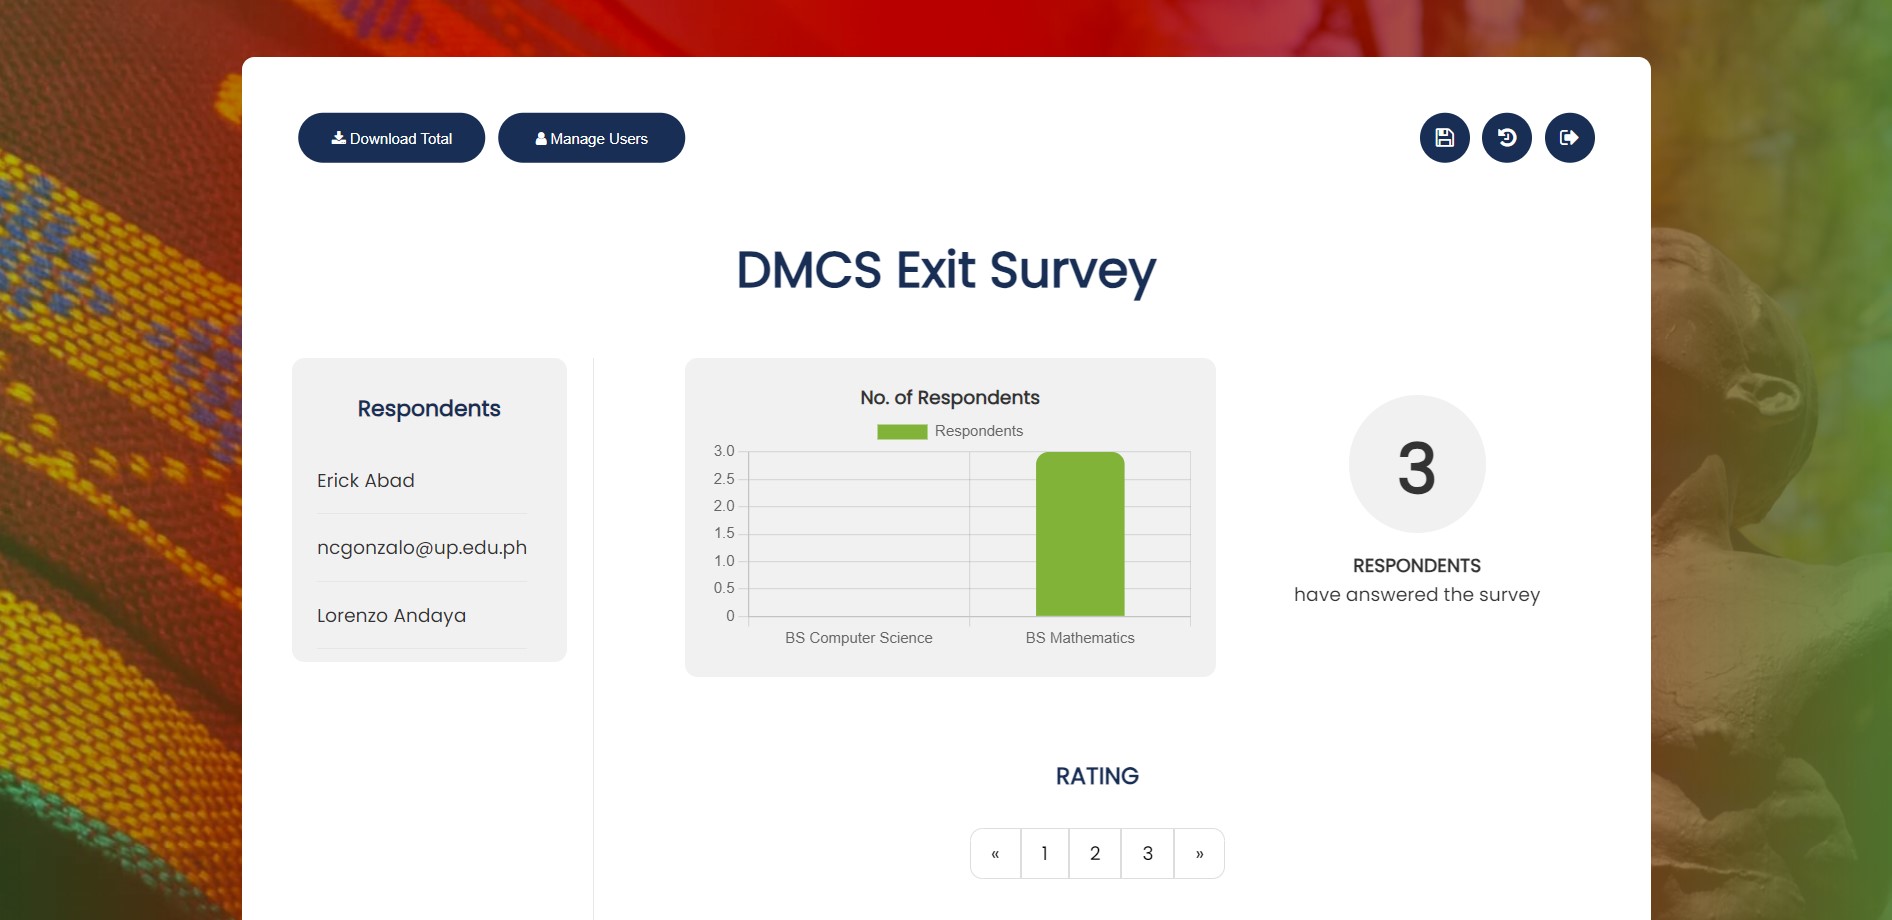 Download Total
Manage Users
DMCS Exit Survey
Respondents
Erick Abad
ncgonzalo@up.edu.ph
Lorenzo Andaya
No. of Respondents
Respondents
3.0
2.5
2.0
1.5
1.0
0.5
0
BS Computer Science
BS Mathematics
3
RESPONDENTS
have answered the survey
RATING
« 1 2 3 »